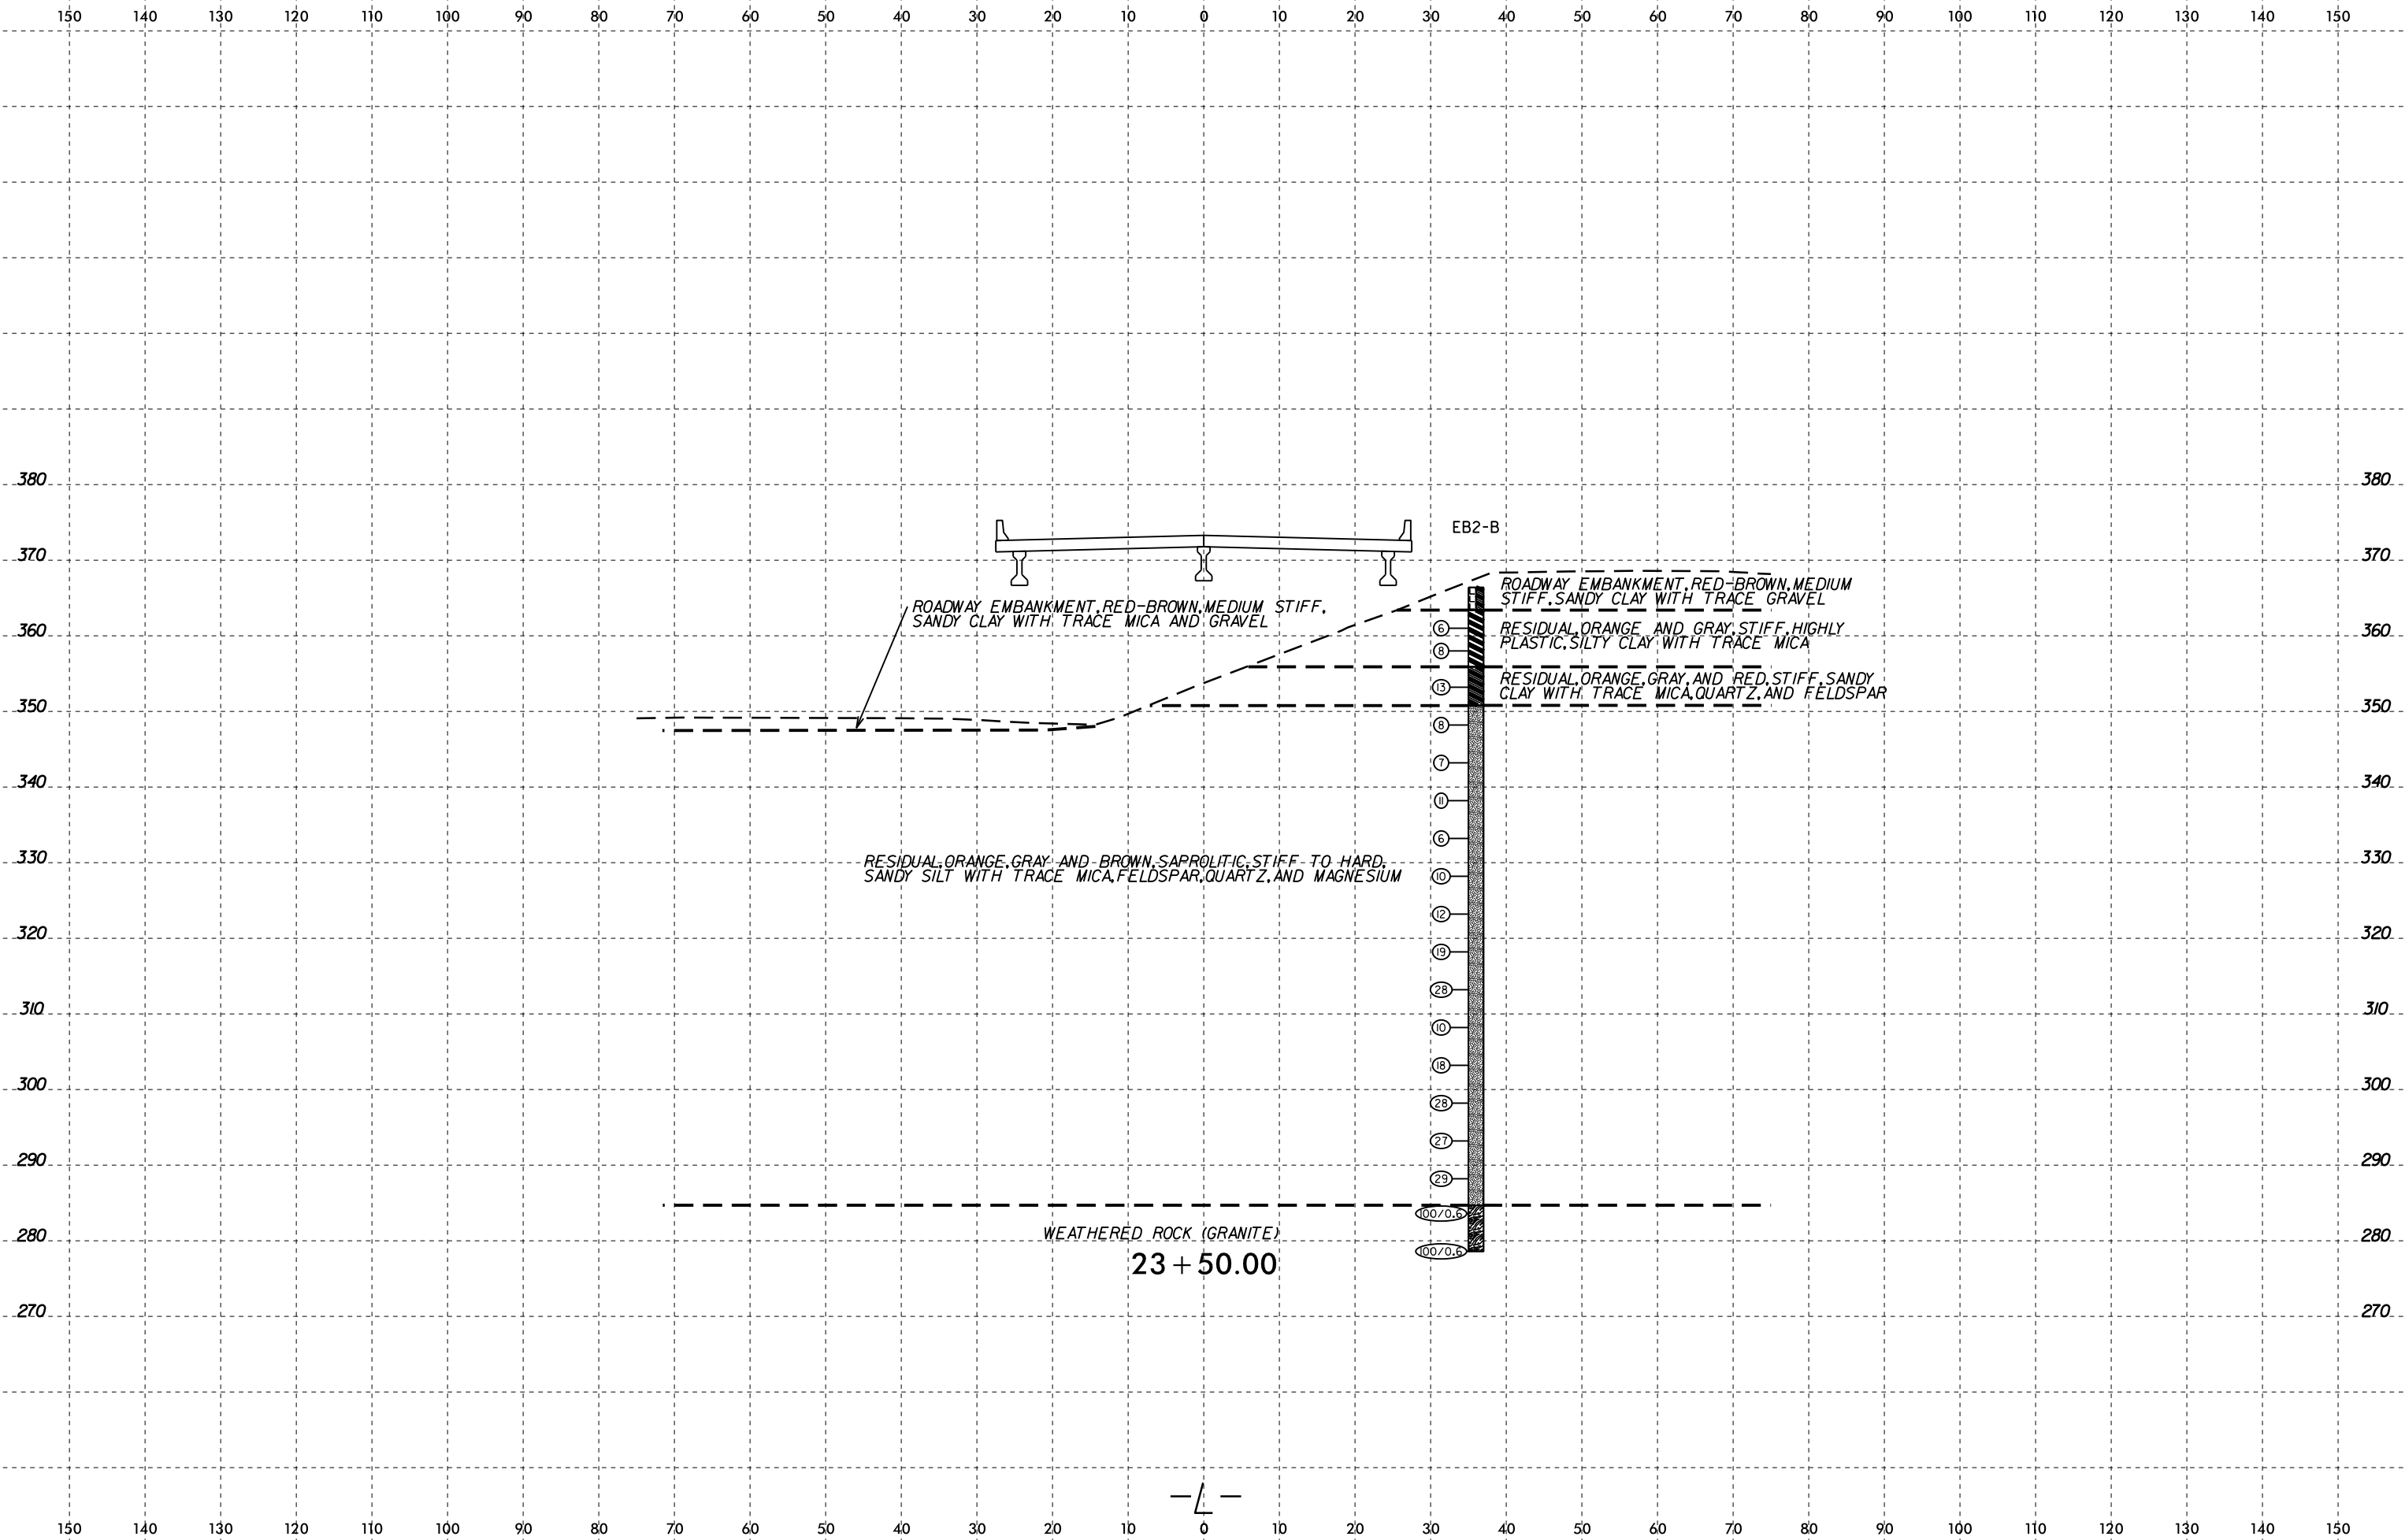 150 140 130 120 110 100 90 80 70 60 50 40 30 20 10 0 10 20 30 40 50 60 70 80 90 100 110 120 130 140 150
380 380
EB2-B
370 370
ROADWAY EMBANKMENT,RED-BROWN,MEDIUM
STIFF,SANDY CLAY WITH TRACE GRAVEL
ROADWAY EMBANKMENT,RED-BROWN,MEDIUM STIFF,
SANDY CLAY WITH TRACE MICA AND GRAVEL
360 6 360
RESIDUAL,ORANGE AND GRAY,STIFF,HIGHLY
PLASTIC,SILTY CLAY WITH TRACE MICA
8
RESIDUAL,ORANGE,GRAY,AND RED,STIFF,SANDY
CLAY WITH TRACE MICA,QUARTZ,AND FELDSPAR
13
350 350
8
7
340 340
11
6
330 330
RESIDUAL,ORANGE,GRAY AND BROWN,SAPROLITIC,STIFF TO HARD,
SANDY SILT WITH TRACE MICA,FELDSPAR,QUARTZ,AND MAGNESIUM
10
12
320 320
19
28
310 310
10
18
300 300
28
27
290 290
29
100/0.6
280 280
WEATHERED ROCK (GRANITE)
100/0.6
23+50.00
270 270
-L-
150 140 130 120 110 100 90 80 70 60 50 40 30 20 10 0 10 20 30 40 50 60 70 80 90 100 110 120 130 140 150